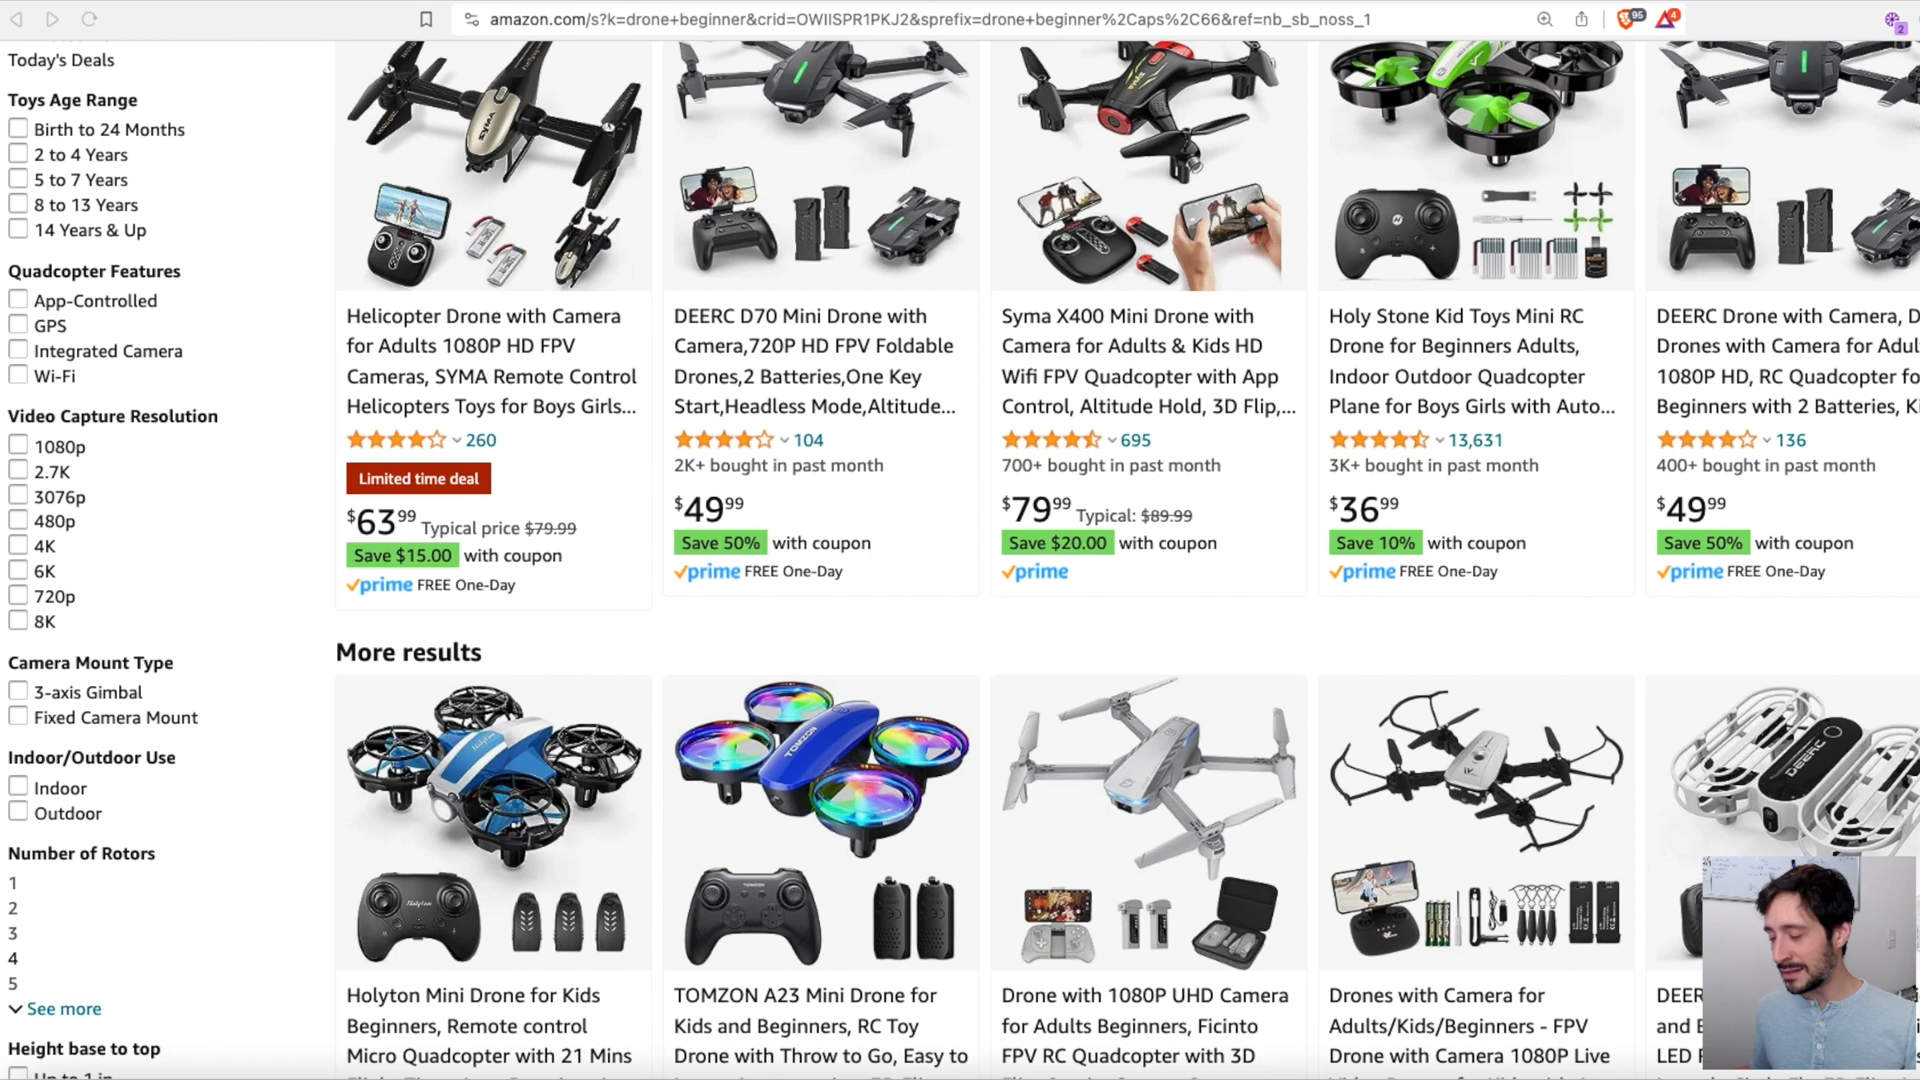 amazon.com/s?k=drone+beginner&crid=OWIISPR1PKJ2&sprefix=drone+beginner%2Caps%2C66&ref=nb_sb_noss_1
95
4
2
Today's Deals
Toys Age Range
Birth to 24 Months
2 to 4 Years
5 to 7 Years
8 to 13 Years
14 Years & Up
Quadcopter Features
App-Controlled
GPS
Integrated Camera
Wi-Fi
Video Capture Resolution
1080p
2.7K
3076p
480p
4K
6K
720p
8K
Camera Mount Type
3-axis Gimbal
Fixed Camera Mount
Indoor/Outdoor Use
Indoor
Outdoor
Number of Rotors
1
2
3
4
5
See more
Height base to top
Up to 1 in
SYMA
Helicopter Drone with Camera
for Adults 1080P HD FPV
Cameras, SYMA Remote Control
Helicopters Toys for Boys Girls...
260
Limited time deal
$63 99 Typical price $79.99
Save $15.00 with coupon
prime FREE One-Day
DEERC D70 Mini Drone with
Camera,720P HD FPV Foldable
Drones,2 Batteries,One Key
Start,Headless Mode,Altitude...
104
2K+ bought in past month
$49 99
Save 50% with coupon
prime FREE One-Day
Syma X400 Mini Drone with
Camera for Adults & Kids HD
Wifi FPV Quadcopter with App
Control, Altitude Hold, 3D Flip,...
695
700+ bought in past month
$79 99 Typical: $89.99
Save $20.00 with coupon
prime
Holy Stone Kid Toys Mini RC
Drone for Beginners Adults,
Indoor Outdoor Quadcopter
Plane for Boys Girls with Auto...
13,631
3K+ bought in past month
$36 99
Save 10% with coupon
prime FREE One-Day
DEERC Drone with Camera, D
Drones with Camera for Adul
1080P HD, RC Quadcopter fo
Beginners with 2 Batteries, Ki
136
400+ bought in past month
$49 99
Save 50% with coupon
prime FREE One-Day
More results
Holyton
Holyton Mini Drone for Kids
Beginners, Remote control
Micro Quadcopter with 21 Mins
TOMZON
TOMZON
TOMZON A23 Mini Drone for
Kids and Beginners, RC Toy
Drone with Throw to Go, Easy to
Drone with 1080P UHD Camera
for Adults Beginners, Ficinto
FPV RC Quadcopter with 3D
Drones with Camera for
Adults/Kids/Beginners - FPV
Drone with Camera 1080P Live
DEERC
DEER
and E
LED F